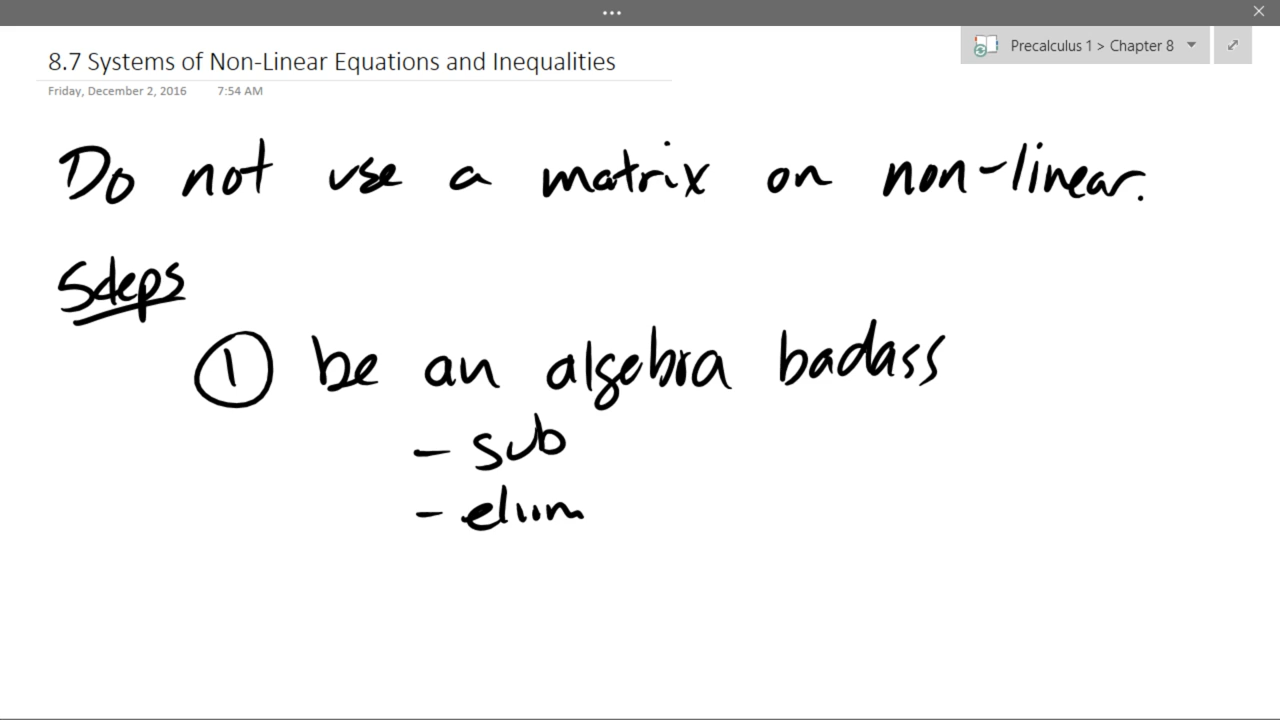 ...
Precalculus 1 > Chapter 8
8.7 Systems of Non-Linear Equations and Inequalities
Friday, December 2, 2016 7:54 AM
Do not use a matrix on non-linear.
Steps
① be an algebra badass
- sub
- elim